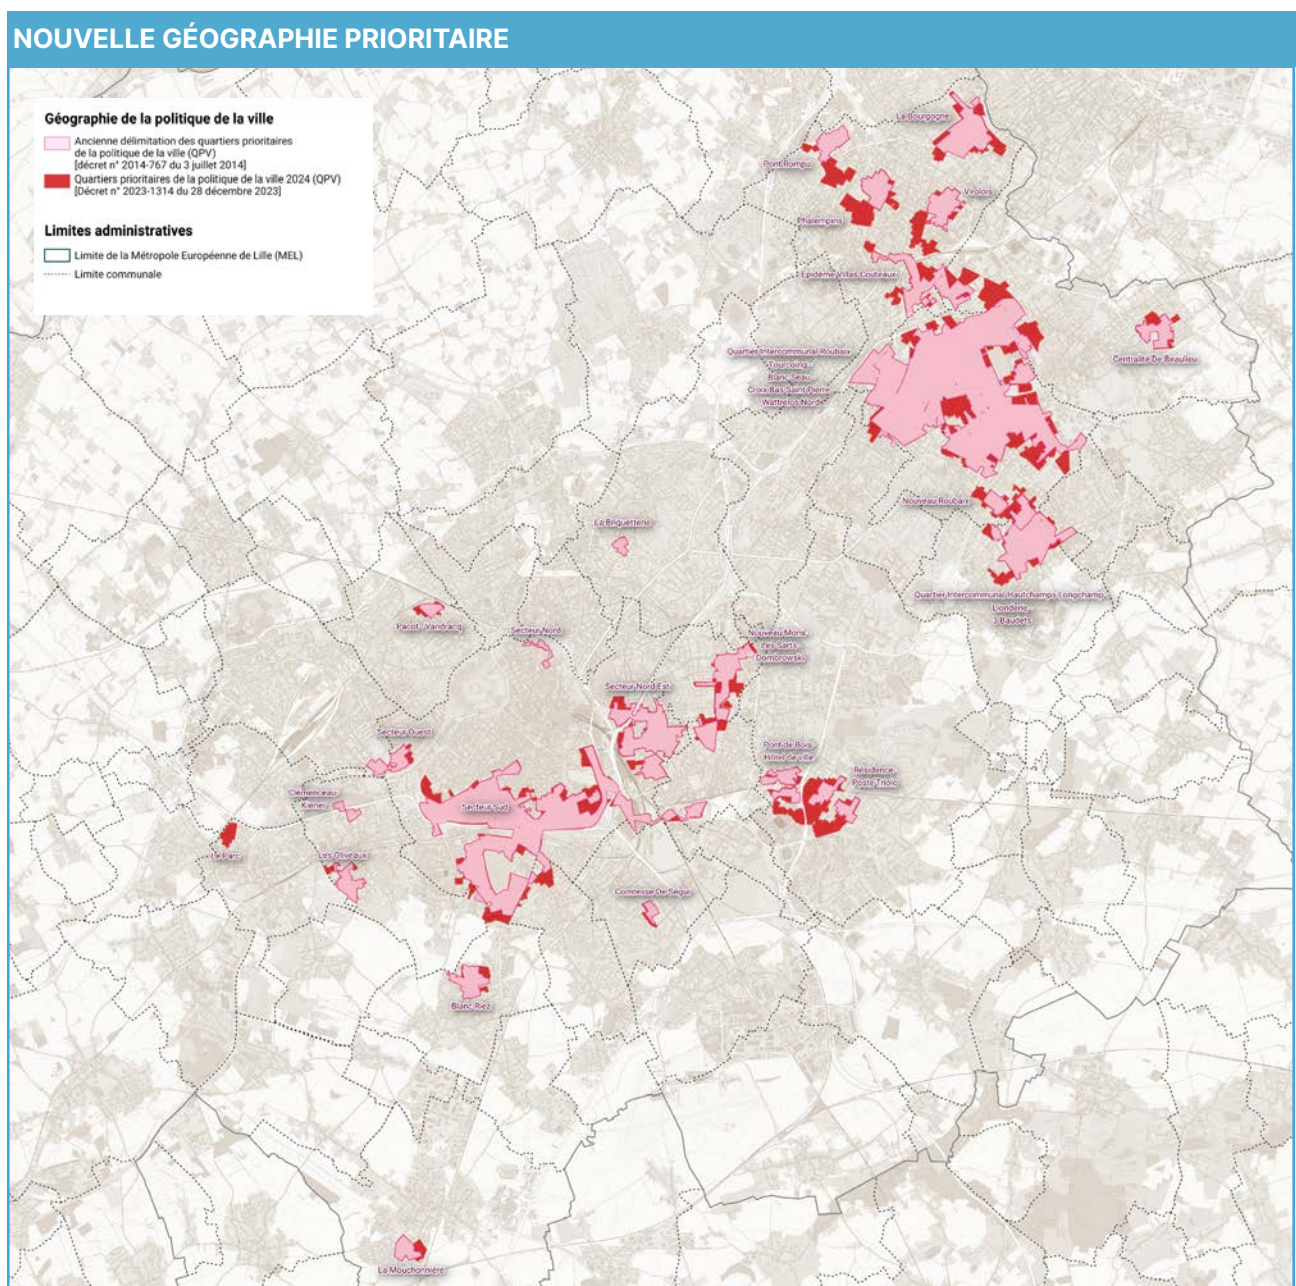 NOUVELLE GÉOGRAPHIE PRIORITAIRE
Géographie de la politique de la ville
Ancienne délimitation des quartiers prioritaires
de la politique de la ville (QPV)
[décret n° 2014-767 du 3 juillet 2014]
Quartiers prioritaires de la politique de la ville 2024 (QPV)
[Décret n° 2023-1314 du 28 décembre 2023]
Limites administratives
Limite de la Métropole Européenne de Lille (MEL)
Limite communale
La Bourgogne
Pont Rompu
Virolois
Phalempins
Epidème Villas Couteaux
Quartier Intercommunal Roubaix
Tourcoing
Blanc Seau
Croix Bas Saint Pierre
Wattrelos Nord
Centralité De Beaulieu
Nouveau Roubaix
La Briquetterie
Quartier Intercommunal Hautchamps Longchamp
Lionderie
3 Baudets
Pacot - Vandracq
Secteur Nord
Nouveau Mons
Les Sarts
Dombrowski
Secteur Nord Est
Secteur Ouest
Pont de Bois
Hôtel de ville
Résidence
Poste Triolo
Clémenceau
Kiener
Secteur Sud
Le Parc
Les Oliveaux
Comtesse De Ségur
Blanc Riez
La Mouchonnière